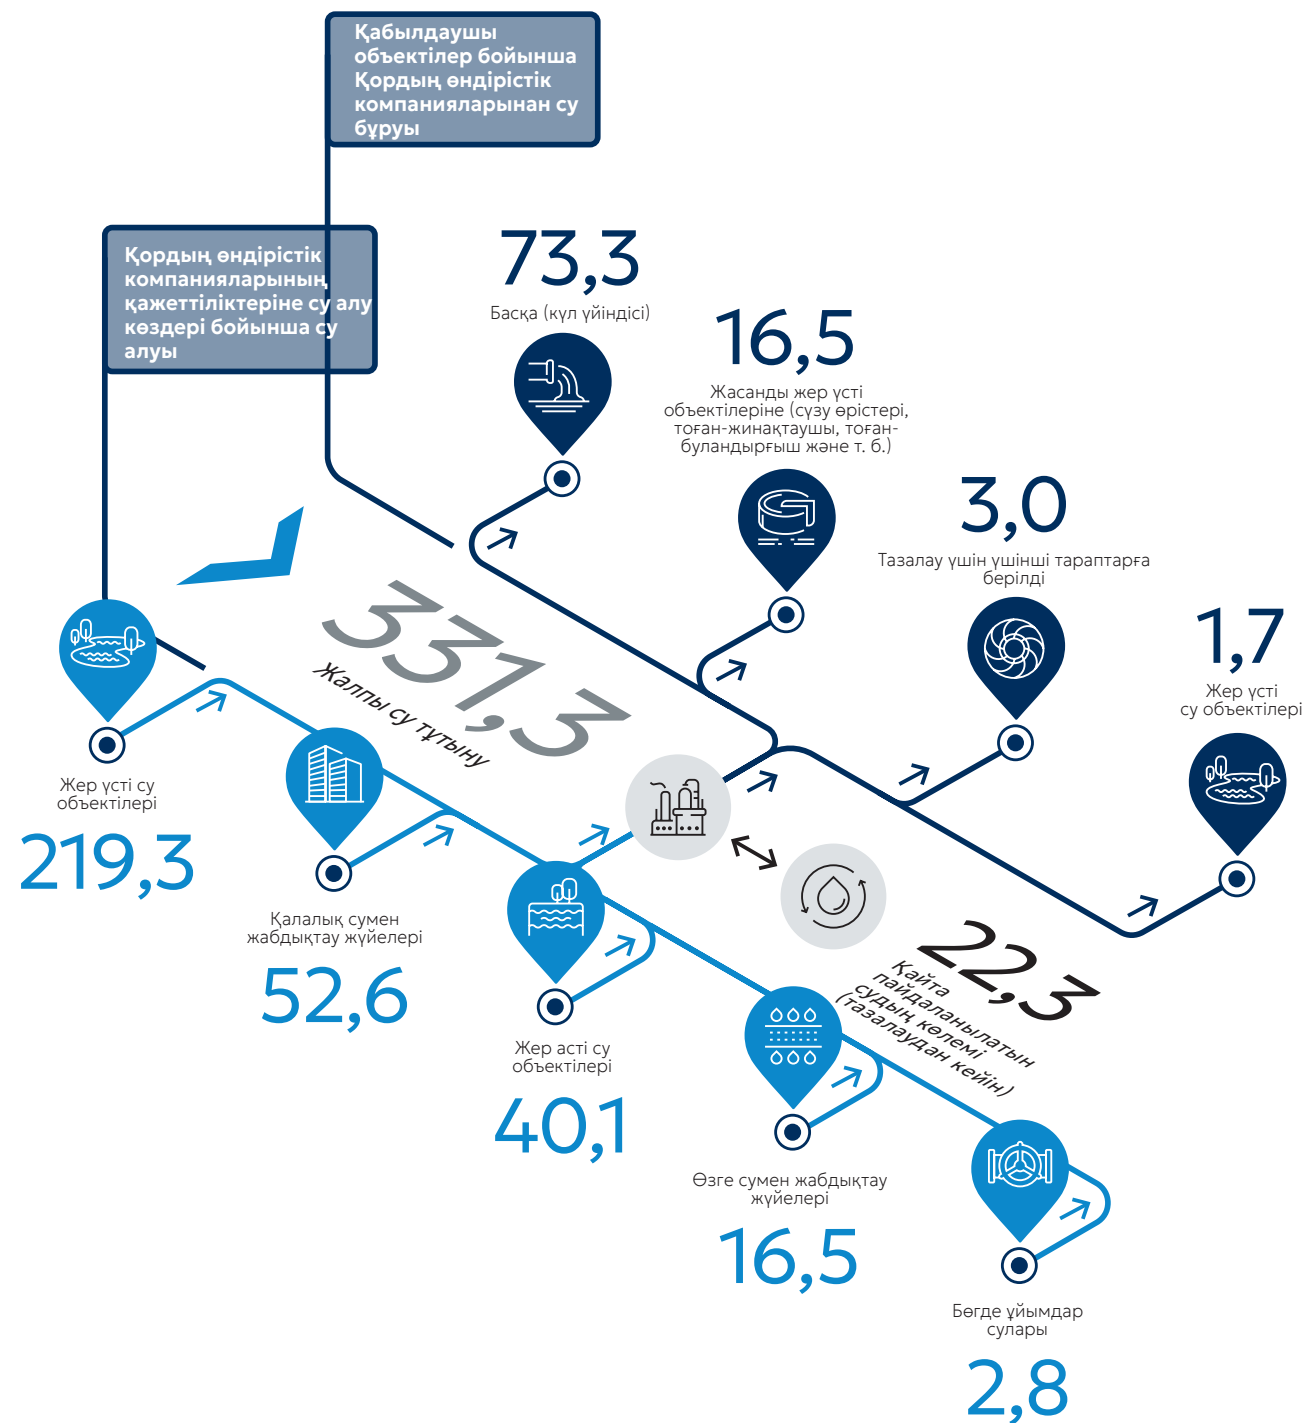 Қабылдаушы
объектілер бойынша
Қордың өндірістік
компанияларынан су
бұруы
Қордың өндірістік
компанияларының
қажеттіліктеріне су алу
көздері бойынша су
алуы
73,3
Басқа (күл үйіндісі)
16,5
Жасанды жер үсті
объектілеріне (сүзу өрістері,
тоған-жинақтаушы, тоған-
буландырғыш және т. б.)
3,0
Тазалау үшін үшінші тараптарға
берілді
1,7
Жер үсті
су объектілері
331,3
Жалпы су тұтыну
Жер үсті су
объектілері
219,3
Қалалық сумен
жабдықтау жүйелері
52,6
Жер асті су
объектілері
40,1
22,3
Қайта
пайдаланылатын
судың көлемі
(тазалаудан кейін)
Өзге сумен жабдықтау
жүйелері
16,5
Бөгде ұйымдар
сулары
2,8